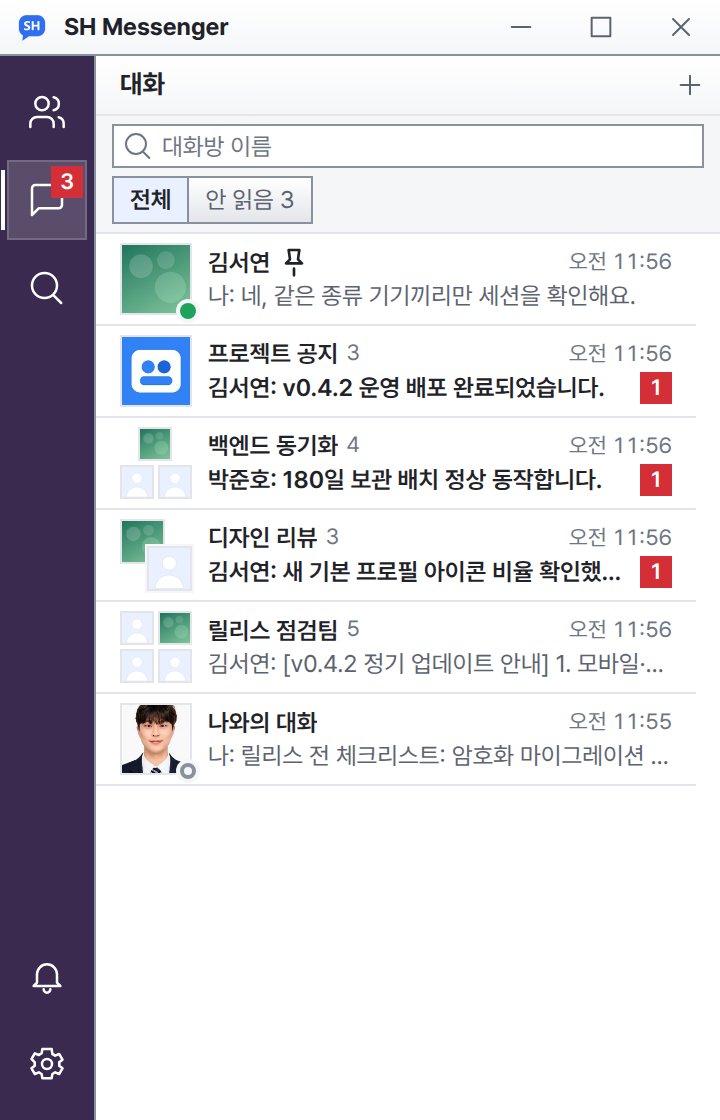 SH SH Messenger
대화
3
대화방 이름
전체 안 읽음 3
김서연 오전 11:56
나: 네, 같은 종류 기기끼리만 세션을 확인해요.
프로젝트 공지 3 오전 11:56
김서연: v0.4.2 운영 배포 완료되었습니다. 1
백엔드 동기화 4 오전 11:56
박준호: 180일 보관 배치 정상 동작합니다. 1
디자인 리뷰 3 오전 11:56
김서연: 새 기본 프로필 아이콘 비율 확인했... 1
릴리스 점검팀 5 오전 11:56
김서연: [v0.4.2 정기 업데이트 안내] 1. 모바일·...
나와의 대화 오전 11:55
나: 릴리스 전 체크리스트: 암호화 마이그레이션 ...